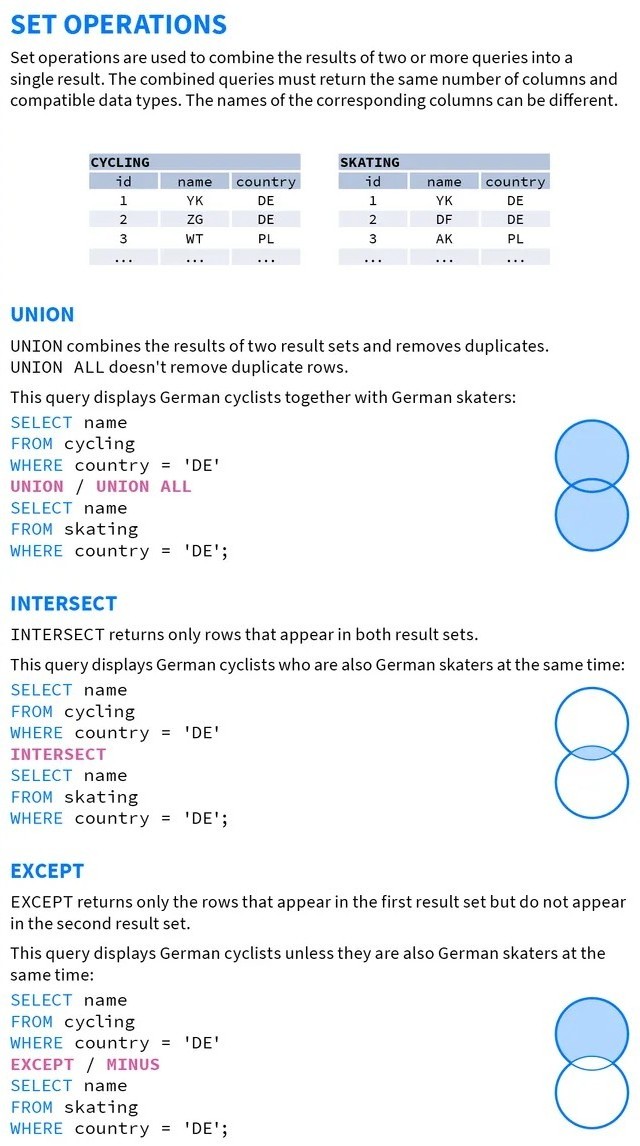 SET OPERATIONS
Set operations are used to combine the results of two or more queries into a
single result. The combined queries must return the same number of columns and
compatible data types. The names of the corresponding columns can be different.
CYCLING
id name country
1 YK DE
2 ZG DE
3 WT PL
... ... ...
SKATING
id name country
1 YK DE
2 DF DE
3 AK PL
... ... ...
UNION
UNION combines the results of two result sets and removes duplicates.
UNION ALL doesn't remove duplicate rows.
This query displays German cyclists together with German skaters:
SELECT name
FROM cycling
WHERE country = 'DE'
UNION / UNION ALL
SELECT name
FROM skating
WHERE country = 'DE';
INTERSECT
INTERSECT returns only rows that appear in both result sets.
This query displays German cyclists who are also German skaters at the same time:
SELECT name
FROM cycling
WHERE country = 'DE'
INTERSECT
SELECT name
FROM skating
WHERE country = 'DE';
EXCEPT
EXCEPT returns only the rows that appear in the first result set but do not appear
in the second result set.
This query displays German cyclists unless they are also German skaters at the
same time:
SELECT name
FROM cycling
WHERE country = 'DE'
EXCEPT / MINUS
SELECT name
FROM skating
WHERE country = 'DE';